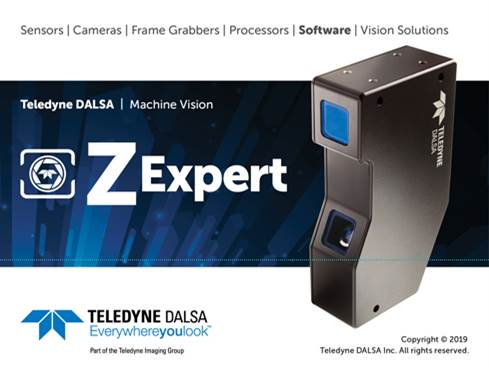 Sensors | Cameras | Frame Grabbers | Processors | Software | Vision Solutions
Teledyne DALSA | Machine Vision
Z Expert
TELEDYNE
DALSA
TELEDYNE DALSA
Everywhereyoulook™
Part of the Teledyne Imaging Group
Copyright © 2019
Teledyne DALSA Inc. All rights reserved.